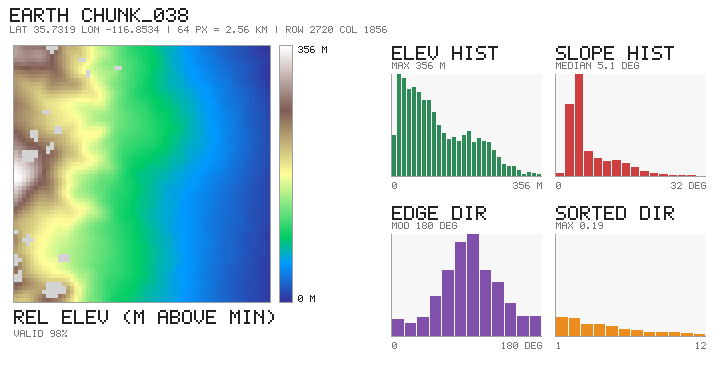 EARTH CHUNK_038
LAT 35.7319 LON -116.8534 | 64 PX = 2.56 KM | ROW 2720 COL 1856
356 M
0 M
REL ELEV (M ABOVE MIN)
VALID 98%
ELEV HIST
MAX 356 M
0 356 M
SLOPE HIST
MEDIAN 5.1 DEG
0 32 DEG
EDGE DIR
MOD 180 DEG
0 180 DEG
SORTED DIR
MAX 0.19
1 12